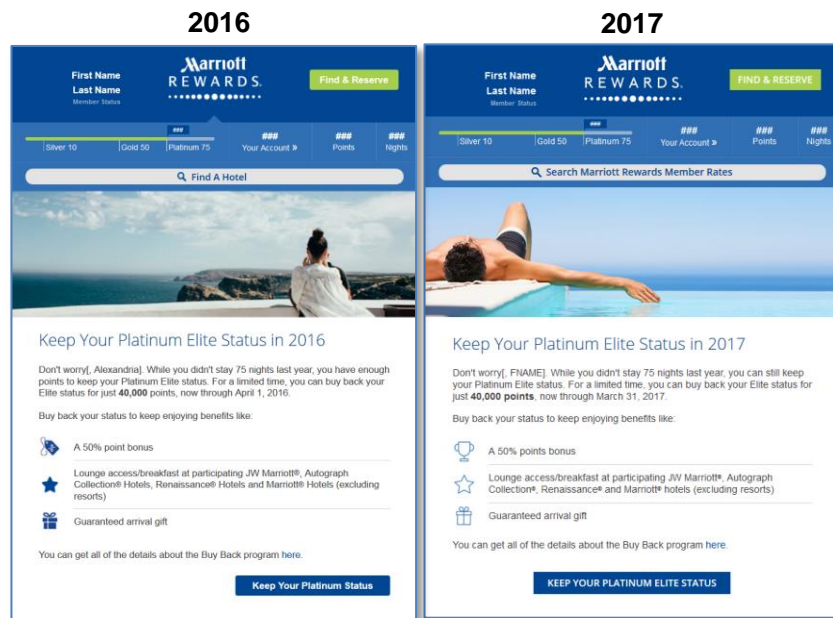 2016
2017
First Name
Last Name
Member Status
Marriott
REWARDS.
Find & Reserve
###
Silver 10
Gold 50
Platinum 75
###
Your Account »
###
Points
###
Nights
Find A Hotel
Keep Your Platinum Elite Status in 2016
Don't worry[, Alexandria]. While you didn't stay 75 nights last year, you have enough
points to keep your Platinum Elite status. For a limited time, you can buy back your
Elite status for just 40,000 points, now through April 1, 2016.
Buy back your status to keep enjoying benefits like:
A 50% point bonus
Lounge access/breakfast at participating JW Marriott®, Autograph
Collection® Hotels, Renaissance® Hotels and Marriott® Hotels (excluding
resorts)
Guaranteed arrival gift
You can get all of the details about the Buy Back program here.
Keep Your Platinum Status
First Name
Last Name
Member Status
Marriott
REWARDS.
FIND & RESERVE
###
Silver 10
Gold 50
Platinum 75
###
Your Account »
###
Points
###
Nights
Search Marriott Rewards Member Rates
Keep Your Platinum Elite Status in 2017
Don't worry[, FNAME]. While you didn't stay 75 nights last year, you can still keep
your Platinum Elite status. For a limited time, you can buy back your Elite status for
just 40,000 points, now through March 31, 2017.
Buy back your status to keep enjoying benefits like:
A 50% points bonus
Lounge access/breakfast at participating JW Marriott®, Autograph
Collection®, Renaissance® and Marriott® hotels (excluding resorts)
Guaranteed arrival gift
You can get all of the details about the Buy Back program here.
KEEP YOUR PLATINUM ELITE STATUS